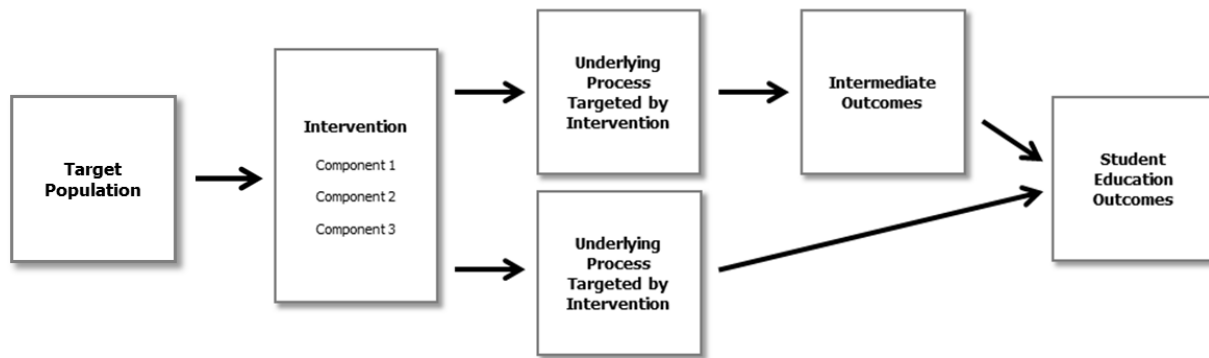 Target
Population
Intervention
Component 1
Component 2
Component 3
Underlying
Process
Targeted by
Intervention
Underlying
Process
Targeted by
Intervention
Intermediate
Outcomes
Student
Education
Outcomes